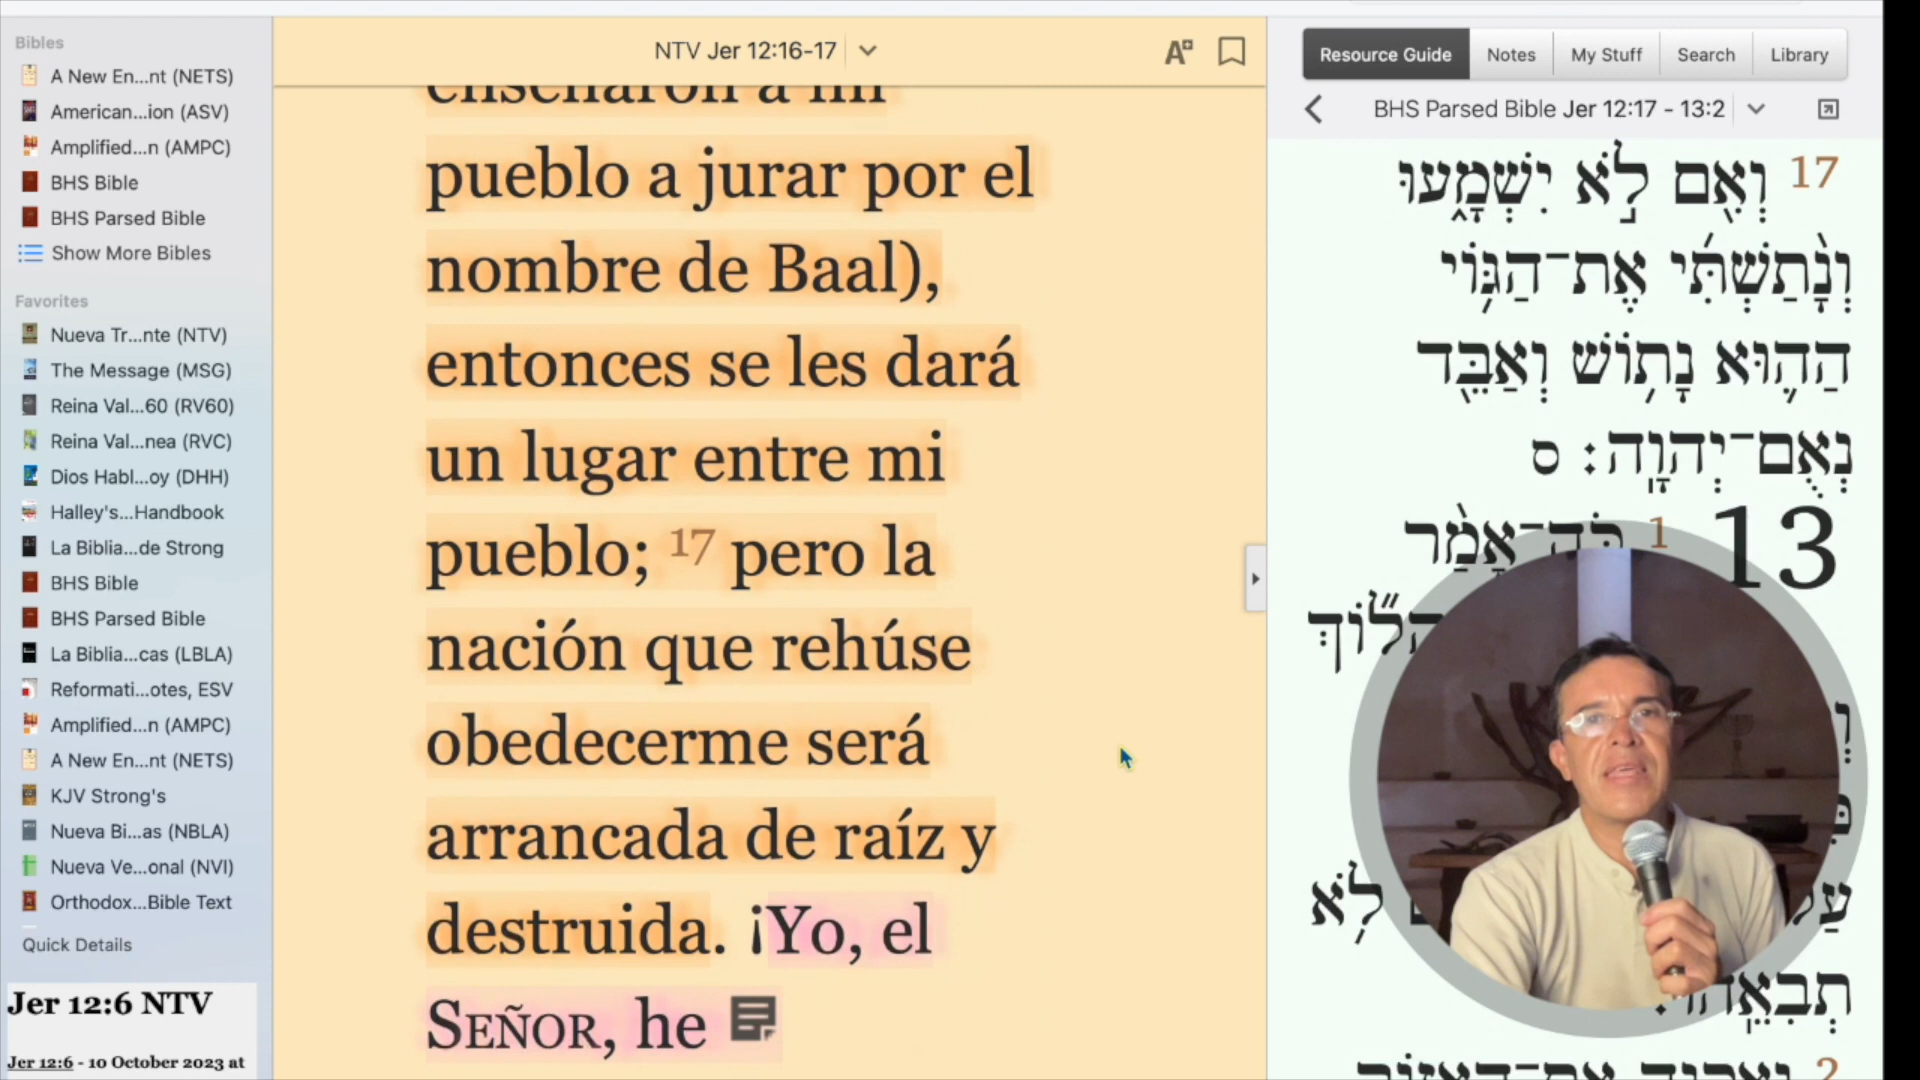 Bibles
A New En...nt (NETS)
American...ion (ASV)
Amplified...n (AMPC)
BHS Bible
BHS Parsed Bible
Show More Bibles
Favorites
Nueva Tr...nte (NTV)
The Message (MSG)
Reina Val...60 (RV60)
Reina Val...nea (RVC)
Dios Habl...oy (DHH)
Halley's...Handbook
La Biblia...de Strong
BHS Bible
BHS Parsed Bible
La Biblia...cas (LBLA)
Reformati...otes, ESV
Amplified...n (AMPC)
A New En...nt (NETS)
KJV Strong's
Nueva Bi...as (NBLA)
Nueva Ve...onal (NVI)
Orthodox...Bible Text
Quick Details
Jer 12:6 NTV
Jer 12:6 - 10 October 2023 at
NTV Jer 12:16-17
enseñaron a mi
pueblo a jurar por el
nombre de Baal),
entonces se les dará
un lugar entre mi
pueblo; 17 pero la
nación que rehúse
obedecerme será
arrancada de raíz y
destruida. ¡Yo, el
SEÑOR, he
Resource Guide
Notes
My Stuff
Search
Library
BHS Parsed Bible Jer 12:17 - 13:2
17 וְאִ֖ם לֹ֣א יִשְׁמָ֑עוּ
וְנָ֨תַשְׁתִּ֜י אֶת־הַגּ֥וֹי
הַה֛וּא נָת֥וֹשׁ וְאַבֵּ֖ד
נְאֻם־יְהוָֽה׃ ס
13 1 כֹּֽה־אָמַ֨ר
הָל֞וֹךְ
לֹ֥א
2